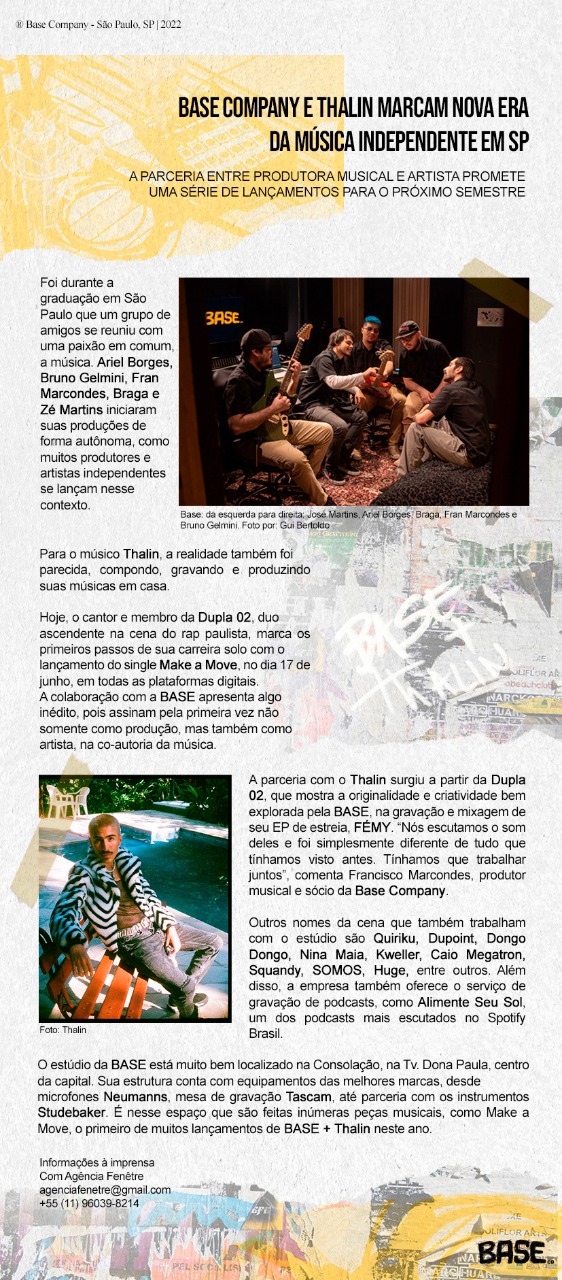 ® Base Company - São Paulo, SP | 2022
BASE COMPANY E THALIN MARCAM NOVA ERA
DA MÚSICA INDEPENDENTE EM SP
A PARCERIA ENTRE PRODUTORA MUSICAL E ARTISTA PROMETE
UMA SÉRIE DE LANÇAMENTOS PARA O PRÓXIMO SEMESTRE
Foi durante a
graduação em São
Paulo que um grupo de
amigos se reuniu com
uma paixão em comum,
a música. Ariel Borges,
Bruno Gelmini, Fran
Marcondes, Braga e
Zé Martins iniciaram
suas produções de
forma autônoma, como
muitos produtores e
artistas independentes
se lançam nesse
contexto.
BASE
Base: da esquerda para direita: José Martins, Ariel Borges, Braga, Fran Marcondes e
Bruno Gelmini. Foto por: Gui Bertoldo
Para o músico Thalin, a realidade também foi
parecida, compondo, gravando e produzindo
suas músicas em casa.
Hoje, o cantor e membro da Dupla 02, duo
ascendente na cena do rap paulista, marca os
primeiros passos de sua carreira solo com o
lançamento do single Make a Move, no dia 17 de
junho, em todas as plataformas digitais.
A colaboração com a BASE apresenta algo
inédito, pois assinam pela primeira vez não
somente como produção, mas também como
artista, na co-autoria da música.
BASE
+
THALIN
A parceria com o Thalin surgiu a partir da Dupla
02, que mostra a originalidade e criatividade bem
explorada pela BASE, na gravação e mixagem de
seu EP de estreia, FÉMY. “Nós escutamos o som
deles e foi simplesmente diferente de tudo que
tínhamos visto antes. Tínhamos que trabalhar
juntos”, comenta Francisco Marcondes, produtor
musical e sócio da Base Company.
Outros nomes da cena que também trabalham
com o estúdio são Quiriku, Dupoint, Dongo
Dongo, Nina Maia, Kweller, Caio Megatron,
Squandy, SOMOS, Huge, entre outros. Além
disso, a empresa também oferece o serviço de
gravação de podcasts, como Alimente Seu Sol,
um dos podcasts mais escutados no Spotify
Brasil.
Foto: Thalin
O estúdio da BASE está muito bem localizado na Consolação, na Tv. Dona Paula, centro
da capital. Sua estrutura conta com equipamentos das melhores marcas, desde
microfones Neumanns, mesa de gravação Tascam, até parceria com os instrumentos
Studebaker. É nesse espaço que são feitas inúmeras peças musicais, como Make a
Move, o primeiro de muitos lançamentos de BASE + Thalin neste ano.
Informações à imprensa
Com Agência Fenêtre
agenciafenetre@gmail.com
+55 (11) 96039-8214
BASE